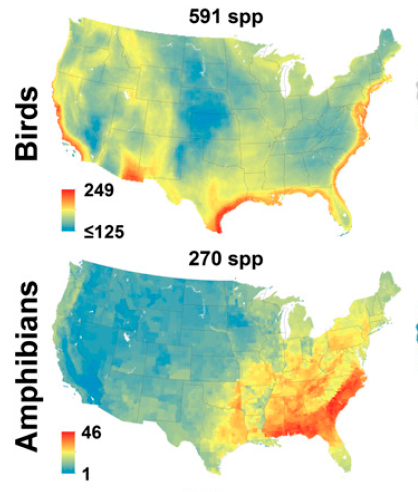 591 spp
Birds
249
≤125
270 spp
Amphibians
46
1